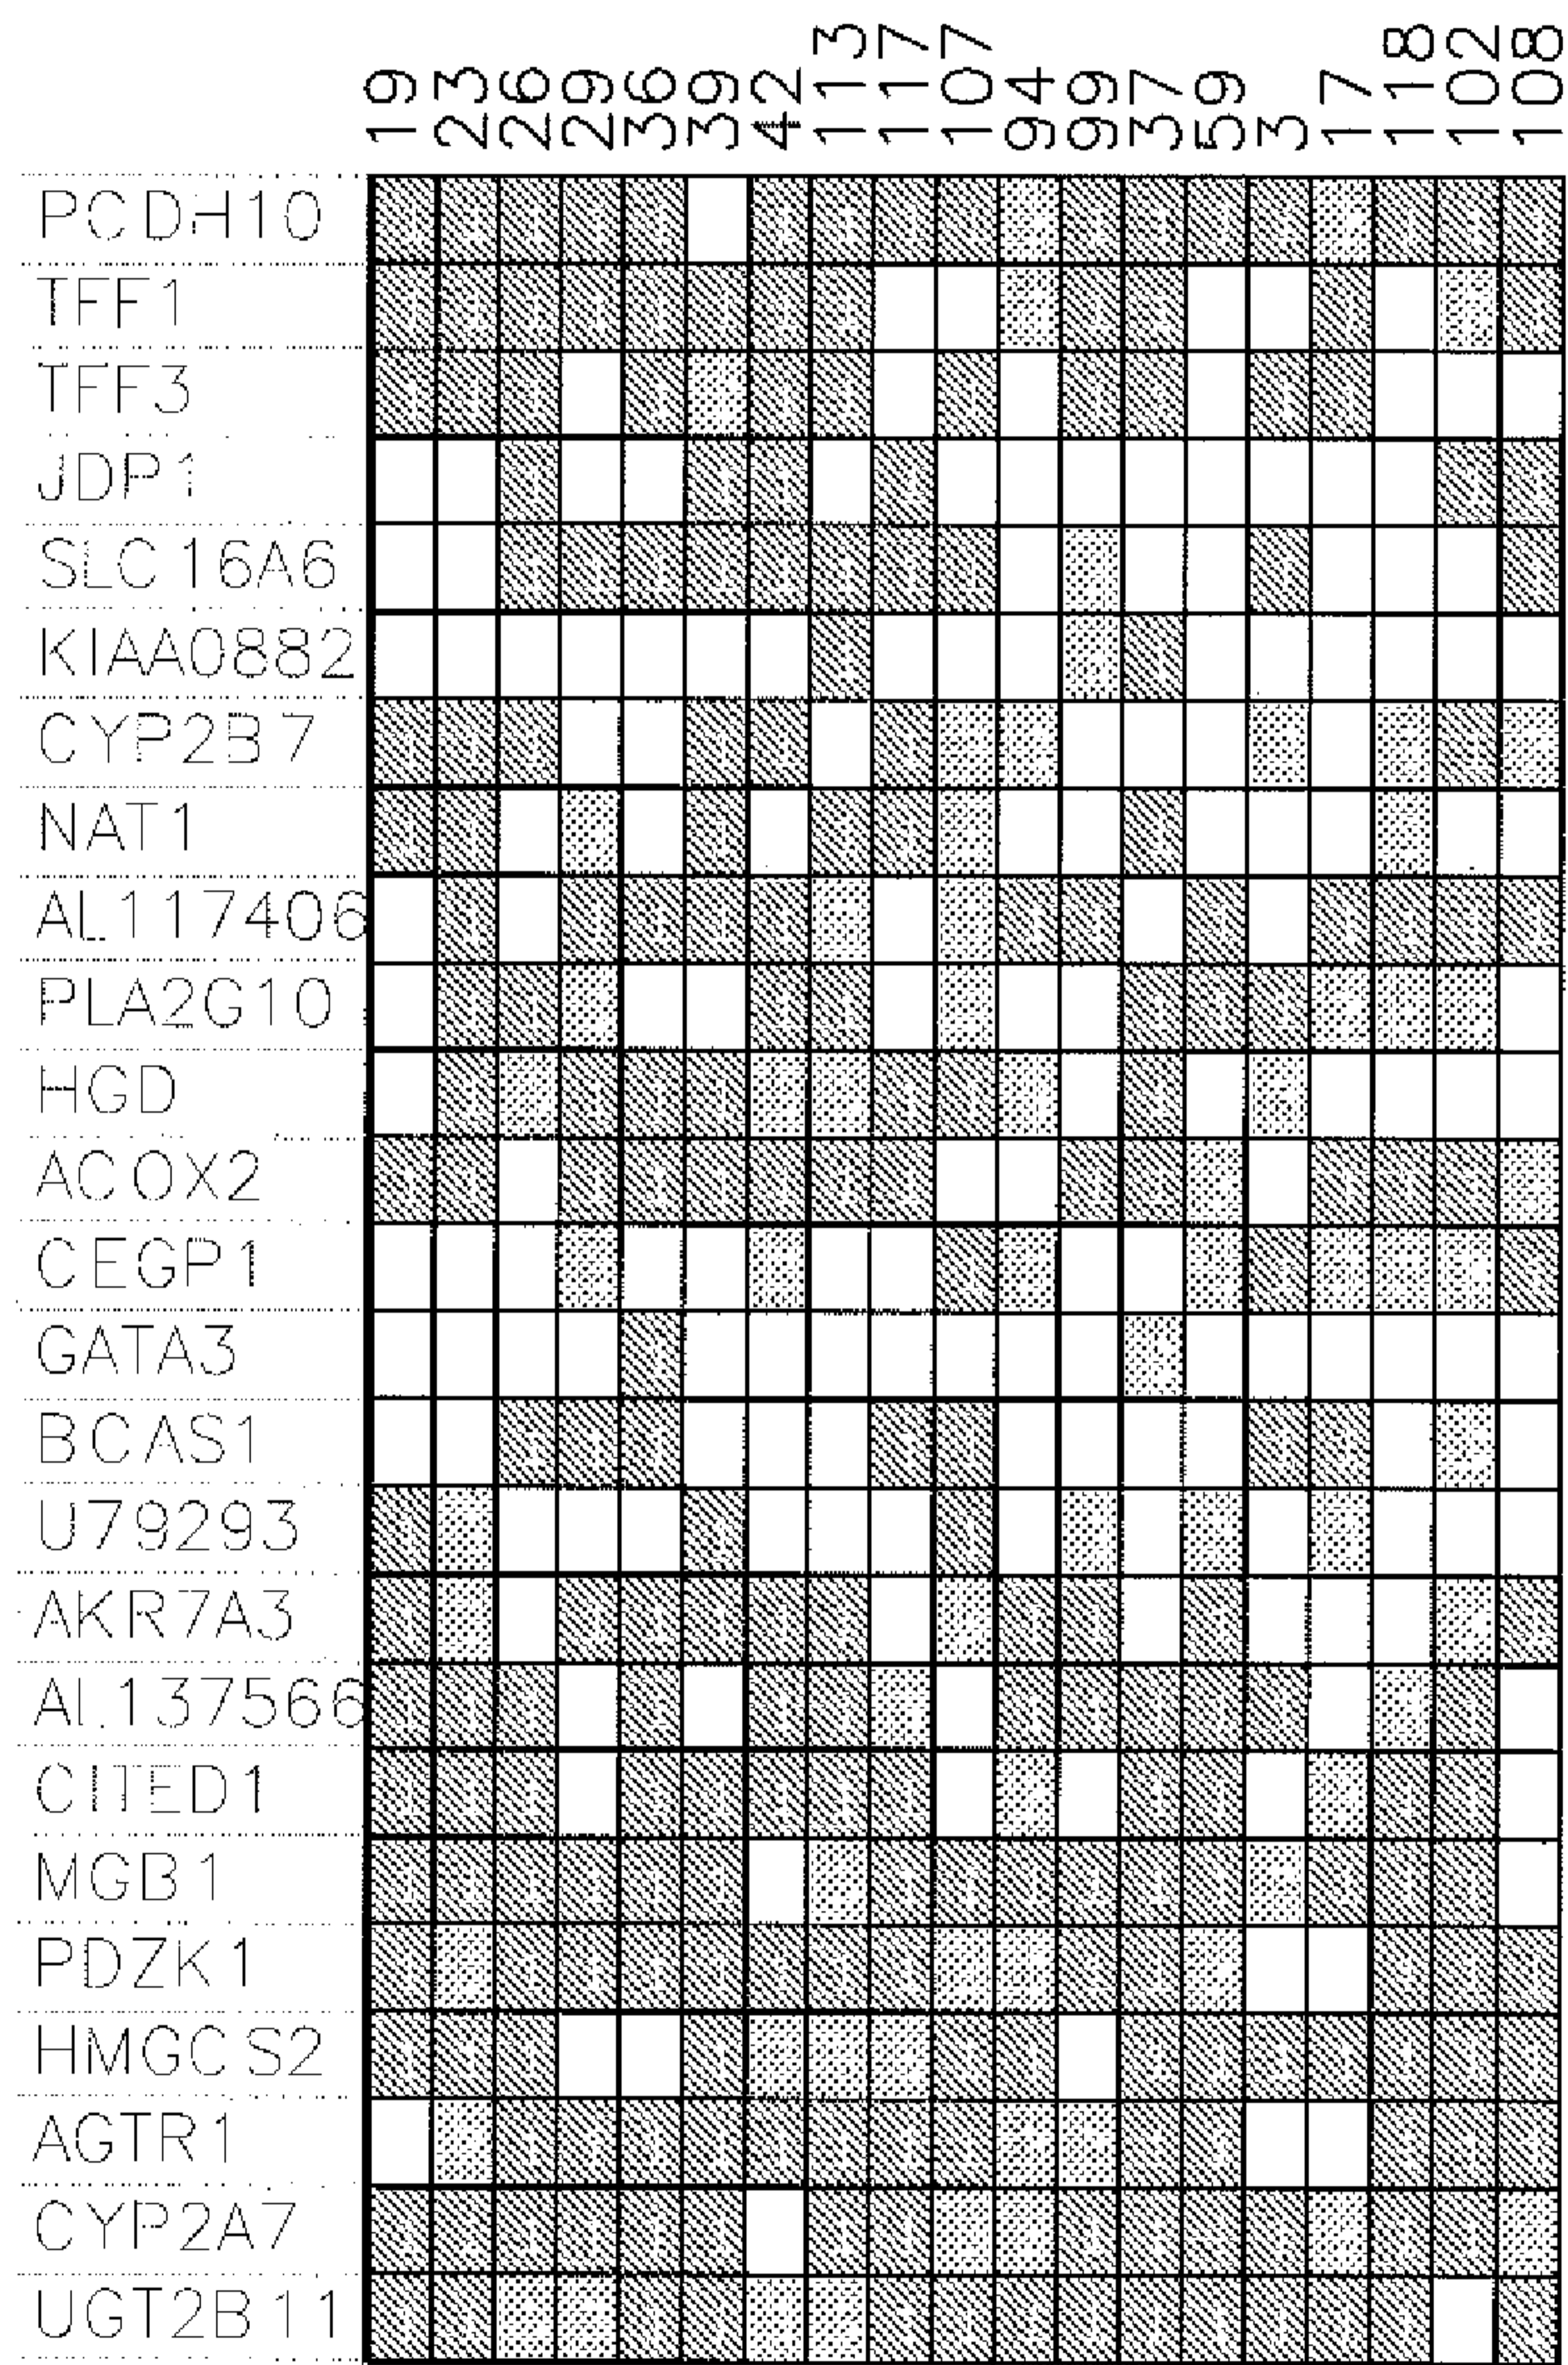 19 23 26 29 36 39 42 113 117 107 94 99 37 59 3 17 118 102 108
PCDH10
TFF1
TFF3
JDP1
SLC16A6
KIAA0882
CYP2B7
NAT1
AL117406
PLA2G10
HGD
ACOX2
CEGP1
GATA3
BCAS1
U79293
AKR7A3
AL137566
CITED1
MGB1
PDZK1
HMGCS2
AGTR1
CYP2A7
UGT2B11